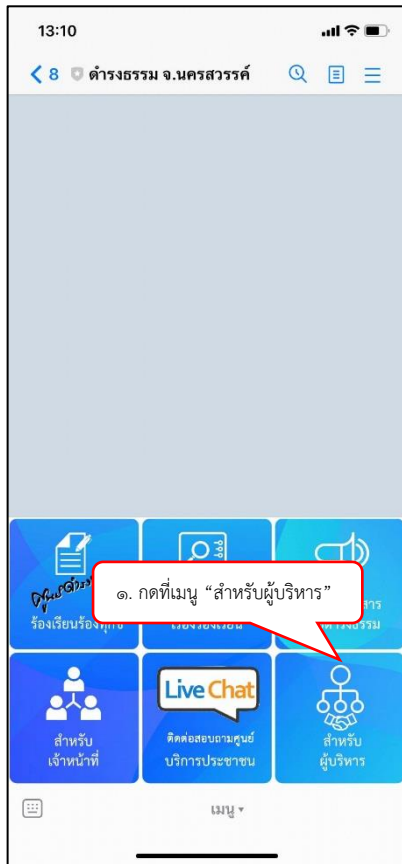 13:10
8 ดำรงธรรม จ.นครสวรรค์
ร้องเรียนร้องทุกข์
๑. กดที่เมนู “สำหรับผู้บริหาร”
สำหรับ
เจ้าหน้าที่
Live Chat
ติดต่อสอบถามศูนย์
บริการประชาชน
สำหรับ
ผู้บริหาร
เมนู